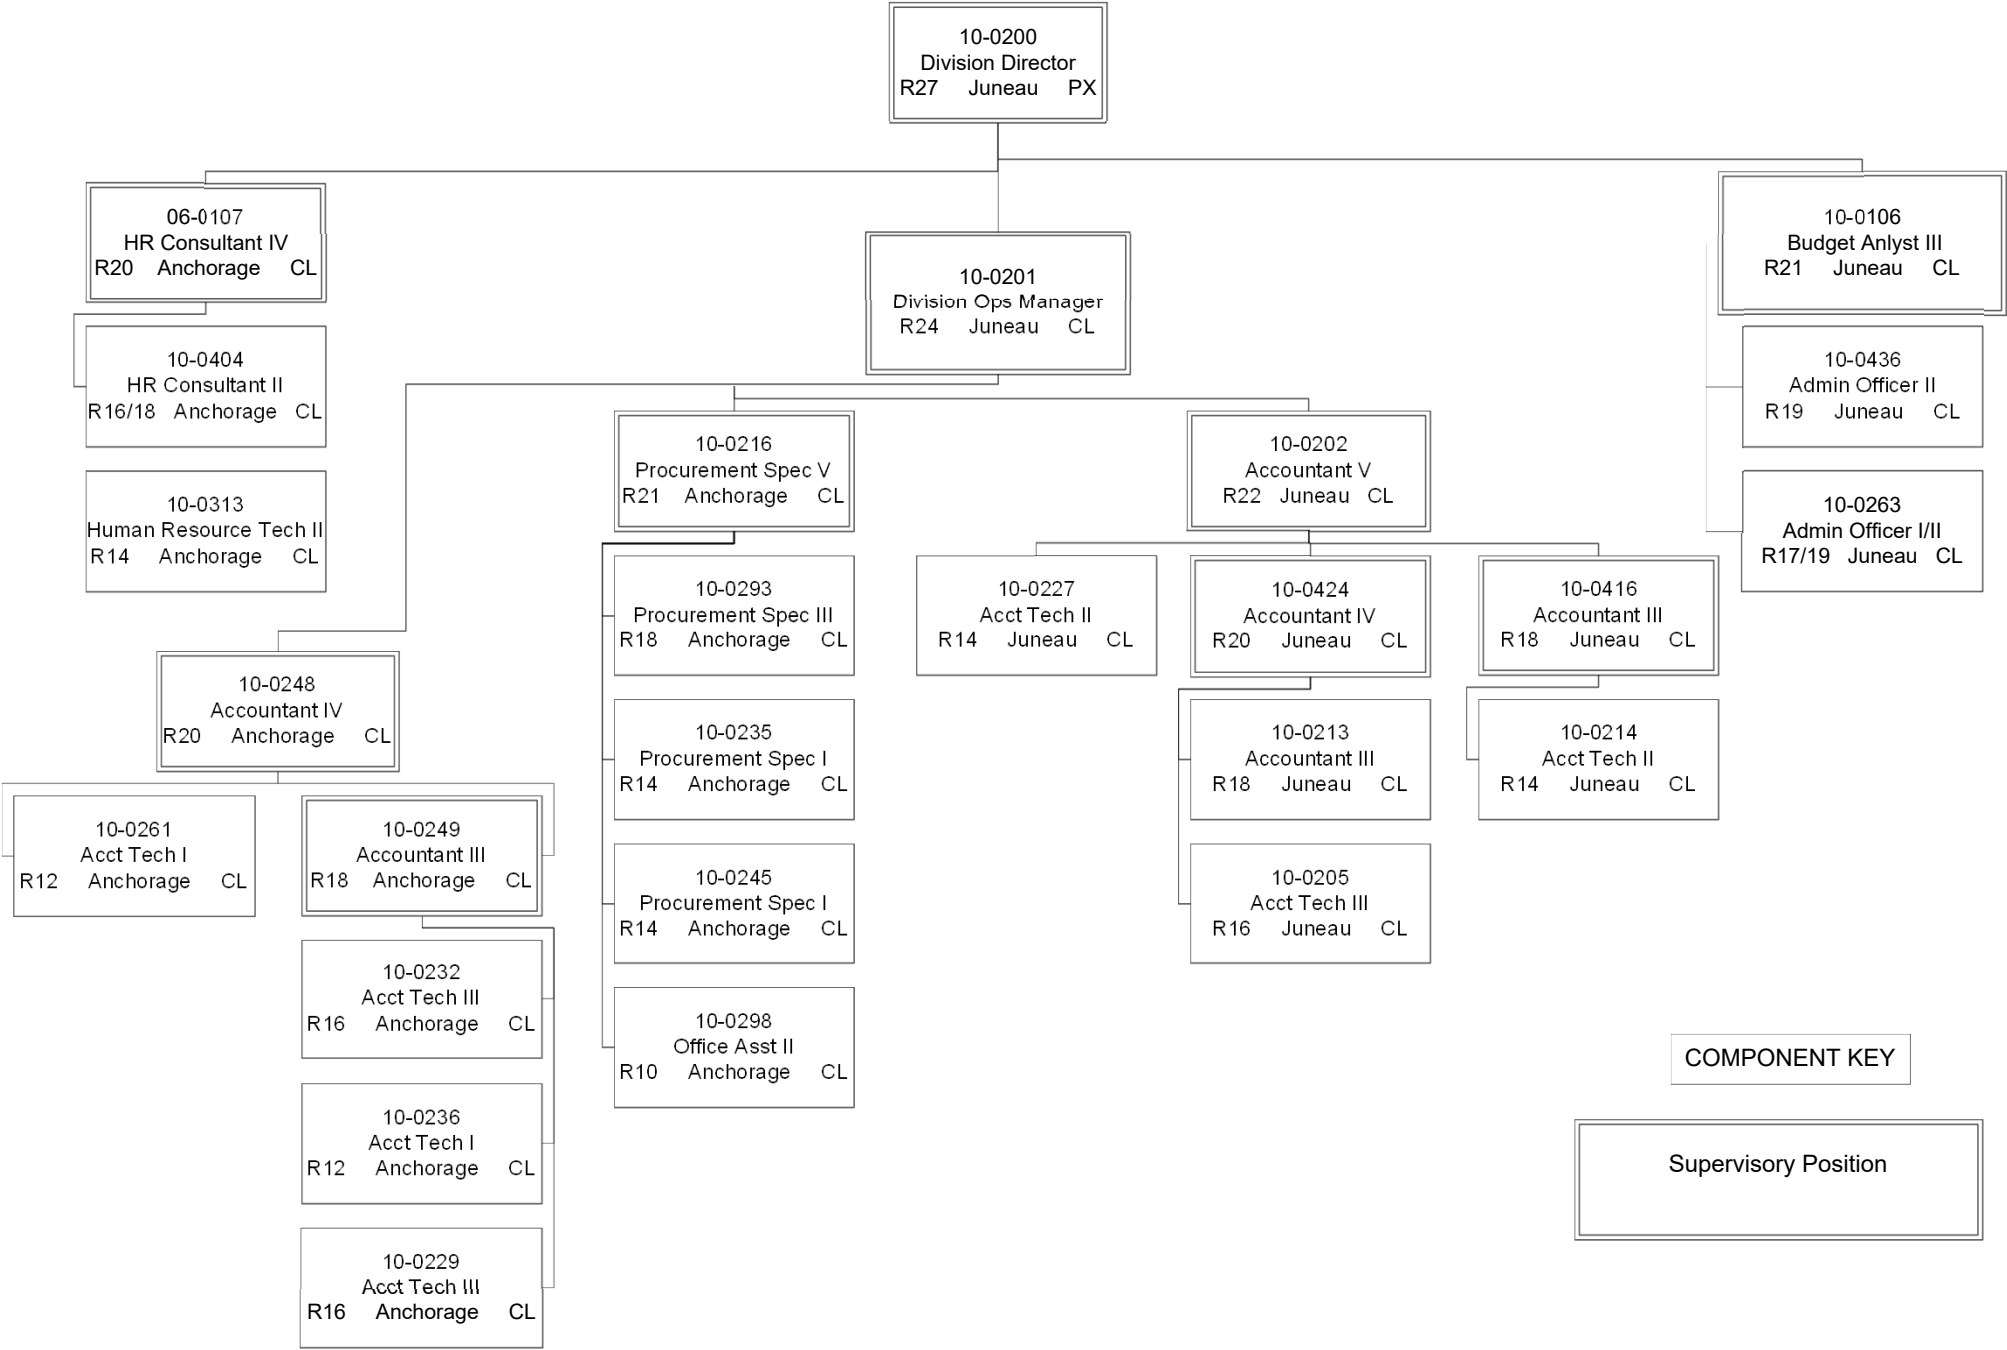 10-0200
Division Director
R27 Juneau PX
06-0107
HR Consultant IV
R20 Anchorage CL
10-0201
Division Ops Manager
R24 Juneau CL
10-0106
Budget Anlyst III
R21 Juneau CL
10-0404
HR Consultant II
R16/18 Anchorage CL
10-0436
Admin Officer II
R19 Juneau CL
10-0313
Human Resource Tech II
R14 Anchorage CL
10-0216
Procurement Spec V
R21 Anchorage CL
10-0202
Accountant V
R22 Juneau CL
10-0263
Admin Officer I/II
R17/19 Juneau CL
10-0293
Procurement Spec III
R18 Anchorage CL
10-0227
Acct Tech II
R14 Juneau CL
10-0424
Accountant IV
R20 Juneau CL
10-0416
Accountant III
R18 Juneau CL
10-0248
Accountant IV
R20 Anchorage CL
10-0235
Procurement Spec I
R14 Anchorage CL
10-0213
Accountant III
R18 Juneau CL
10-0214
Acct Tech II
R14 Juneau CL
10-0261
Acct Tech I
R12 Anchorage CL
10-0249
Accountant III
R18 Anchorage CL
10-0245
Procurement Spec I
R14 Anchorage CL
10-0205
Acct Tech III
R16 Juneau CL
10-0232
Acct Tech III
R16 Anchorage CL
10-0298
Office Asst II
R10 Anchorage CL
10-0236
Acct Tech I
R12 Anchorage CL
10-0229
Acct Tech III
R16 Anchorage CL
COMPONENT KEY
Supervisory Position